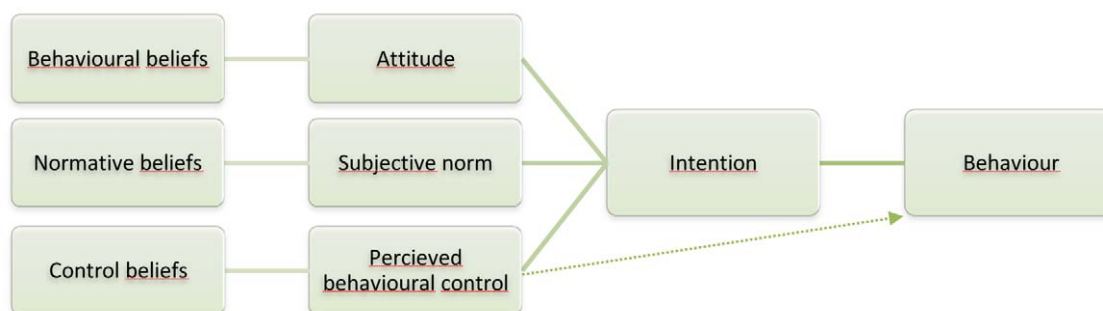 Behavioural beliefs
Attitude
Normative beliefs
Subjective norm
Intention
Behaviour
Control beliefs
Percieved
behavioural control